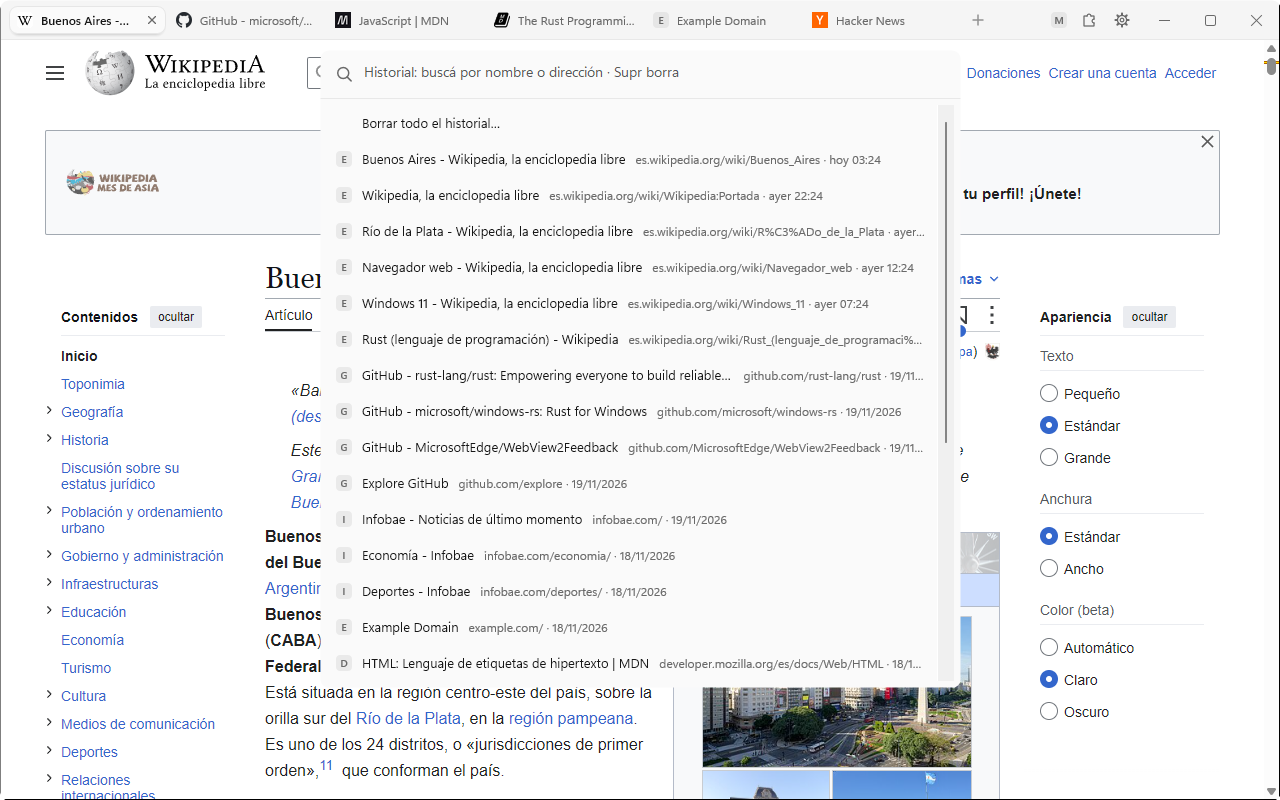 Buenos Aires -...
GitHub - microsoft/...
JavaScript | MDN
The Rust Programmi...
E Example Domain
Hacker News
M
WIKIPEDIA
La enciclopedia libre
Historial: buscá por nombre o dirección · Supr borra
Donaciones Crear una cuenta Acceder
WIKIPEDIA
MES DE ASIA
tu perfil! ¡Únete!
Borrar todo el historial...
E Buenos Aires - Wikipedia, la enciclopedia libre es.wikipedia.org/wiki/Buenos_Aires · hoy 03:24
E Wikipedia, la enciclopedia libre es.wikipedia.org/wiki/Wikipedia:Portada · ayer 22:24
E Río de la Plata - Wikipedia, la enciclopedia libre es.wikipedia.org/wiki/R%C3%ADo_de_la_Plata · ayer...
E Navegador web - Wikipedia, la enciclopedia libre es.wikipedia.org/wiki/Navegador_web · ayer 12:24
E Windows 11 - Wikipedia, la enciclopedia libre es.wikipedia.org/wiki/Windows_11 · ayer 07:24
E Rust (lenguaje de programación) - Wikipedia es.wikipedia.org/wiki/Rust_(lenguaje_de_programaci%...
G GitHub - rust-lang/rust: Empowering everyone to build reliable... github.com/rust-lang/rust · 19/11...
G GitHub - microsoft/windows-rs: Rust for Windows github.com/microsoft/windows-rs · 19/11/2026
G GitHub - MicrosoftEdge/WebView2Feedback github.com/MicrosoftEdge/WebView2Feedback · 19/11...
G Explore GitHub github.com/explore · 19/11/2026
I Infobae - Noticias de último momento infobae.com/ · 19/11/2026
I Economía - Infobae infobae.com/economia/ · 18/11/2026
I Deportes - Infobae infobae.com/deportes/ · 18/11/2026
E Example Domain example.com/ · 18/11/2026
D HTML: Lenguaje de etiquetas de hipertexto | MDN developer.mozilla.org/es/docs/Web/HTML · 18/1...
Contenidos ocultar
Inicio
Toponimia
Geografía
Historia
Discusión sobre su
estatus jurídico
Población y ordenamiento
urbano
Gobierno y administración
Infraestructuras
Educación
Economía
Turismo
Cultura
Medios de comunicación
Deportes
Relaciones
internacionales
Artículo
Este
Buenos
del Bue
Buenos
(CABA)
Federal
Está situada en la región centro-este del país, sobre la
orilla sur del Río de la Plata, en la región pampeana.
Es uno de los 24 distritos, o «jurisdicciones de primer
orden»,11 que conforman el país.
Apariencia ocultar
Texto
Pequeño
Estándar
Grande
Anchura
Estándar
Ancho
Color (beta)
Automático
Claro
Oscuro